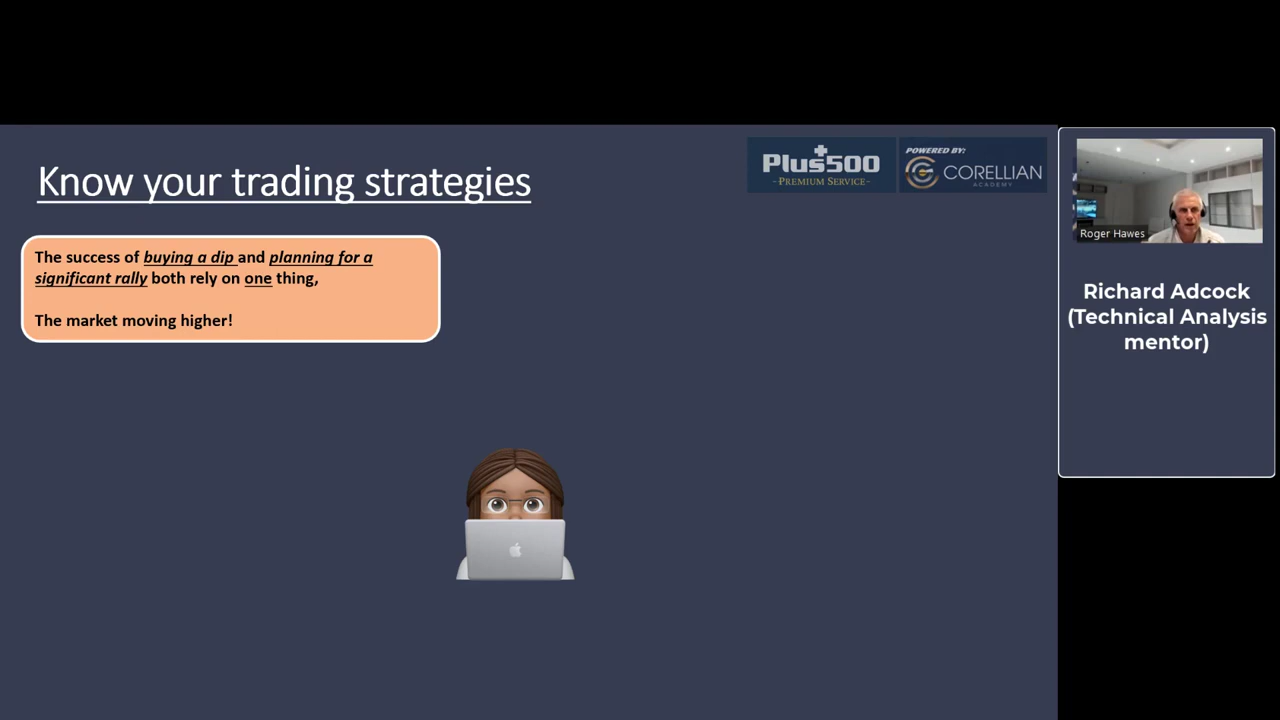 Know your trading strategies
Plus500
-PREMIUM SERVICE-
POWERED BY:
CORELLIAN
ACADEMY
The success of buying a dip and planning for a
significant rally both rely on one thing,
The market moving higher!
Roger Hawes
Richard Adcock
(Technical Analysis
mentor)